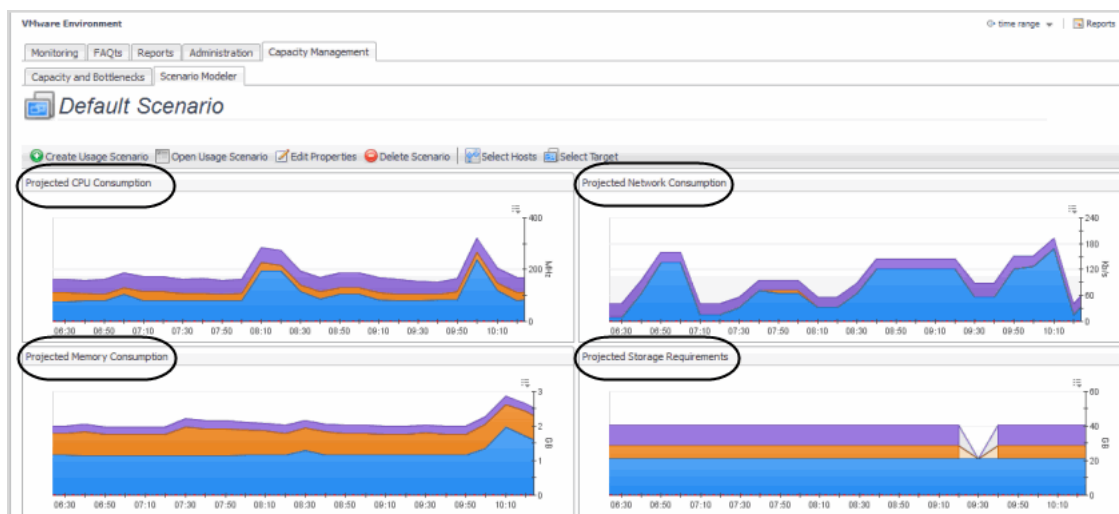 VMware Environment
time range
Reports
Monitoring FAQts Reports Administration Capacity Management
Capacity and Bottlenecks Scenario Modeler
Default Scenario
Create Usage Scenario Open Usage Scenario Edit Properties Delete Scenario Select Hosts Select Target
Projected CPU Consumption
400
200
0
MHz
06:30 06:50 07:10 07:30 07:50 08:10 08:30 08:50 09:10 09:30 09:50 10:10
Projected Network Consumption
240
180
120
60
0
kb/s
06:30 06:50 07:10 07:30 07:50 08:10 08:30 08:50 09:10 09:30 09:50 10:10
Projected Memory Consumption
3
2
1
0
GB
06:30 06:50 07:10 07:30 07:50 08:10 08:30 08:50 09:10 09:30 09:50 10:10
Projected Storage Requirements
60
40
20
0
GB
06:30 06:50 07:10 07:30 07:50 08:10 08:30 08:50 09:10 09:30 09:50 10:10